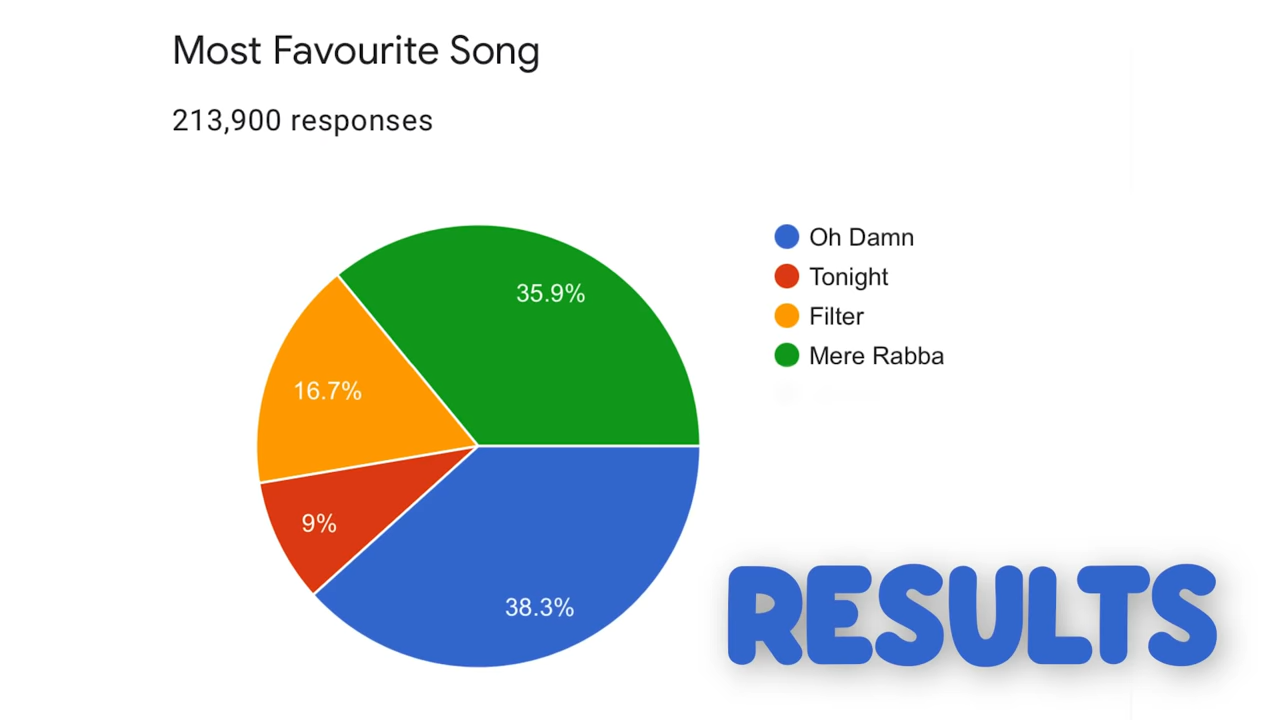 Most Favourite Song
213,900 responses
35.9%
16.7%
9%
38.3%
Oh Damn
Tonight
Filter
Mere Rabba
RESULTS